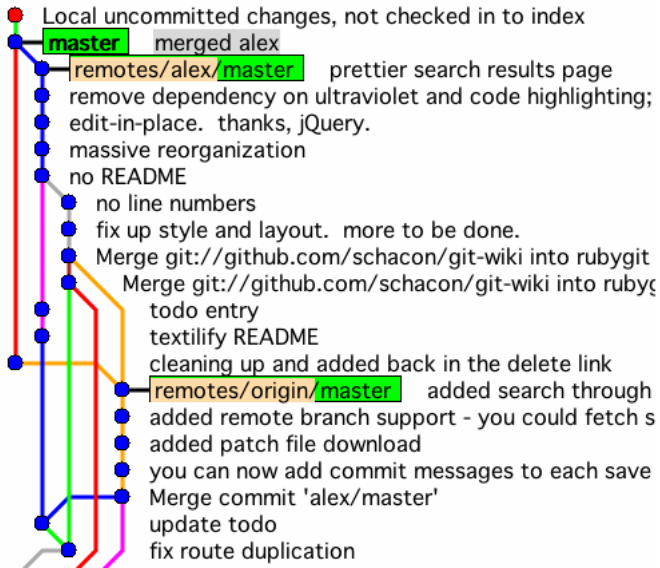 Local uncommitted changes, not checked in to index
master merged alex
remotes/alex/master prettier search results page
remove dependency on ultraviolet and code highlighting;
edit-in-place. thanks, jQuery.
massive reorganization
no README
no line numbers
fix up style and layout. more to be done.
Merge git://github.com/schacon/git-wiki into rubygit
Merge git://github.com/schacon/git-wiki into rubyg
todo entry
textilify README
cleaning up and added back in the delete link
remotes/origin/master added search through
added remote branch support - you could fetch s
added patch file download
you can now add commit messages to each save
Merge commit 'alex/master'
update todo
fix route duplication